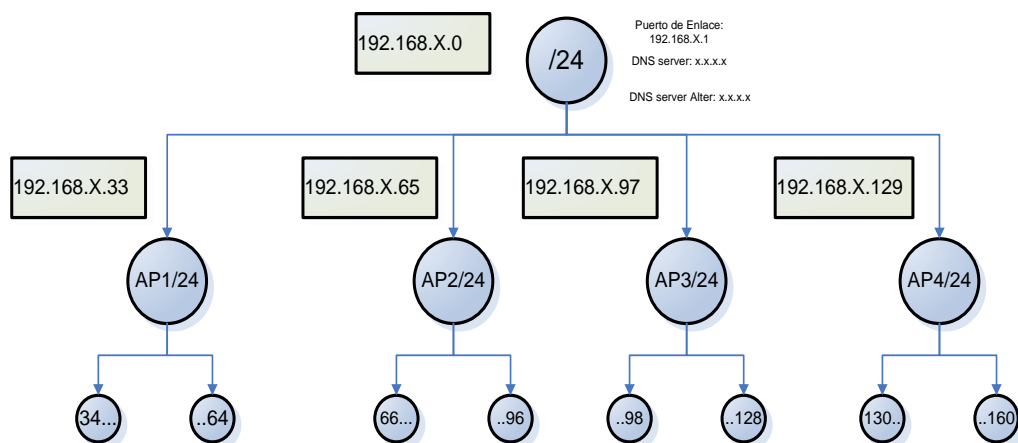 192.168.X.0
/24
Puerto de Enlace:
192.168.X.1
DNS server: x.x.x.x
DNS server Alter: x.x.x.x
192.168.X.33
192.168.X.65
192.168.X.97
192.168.X.129
AP1/24
AP2/24
AP3/24
AP4/24
34...
..64
66...
..96
..98
..128
130..
..160